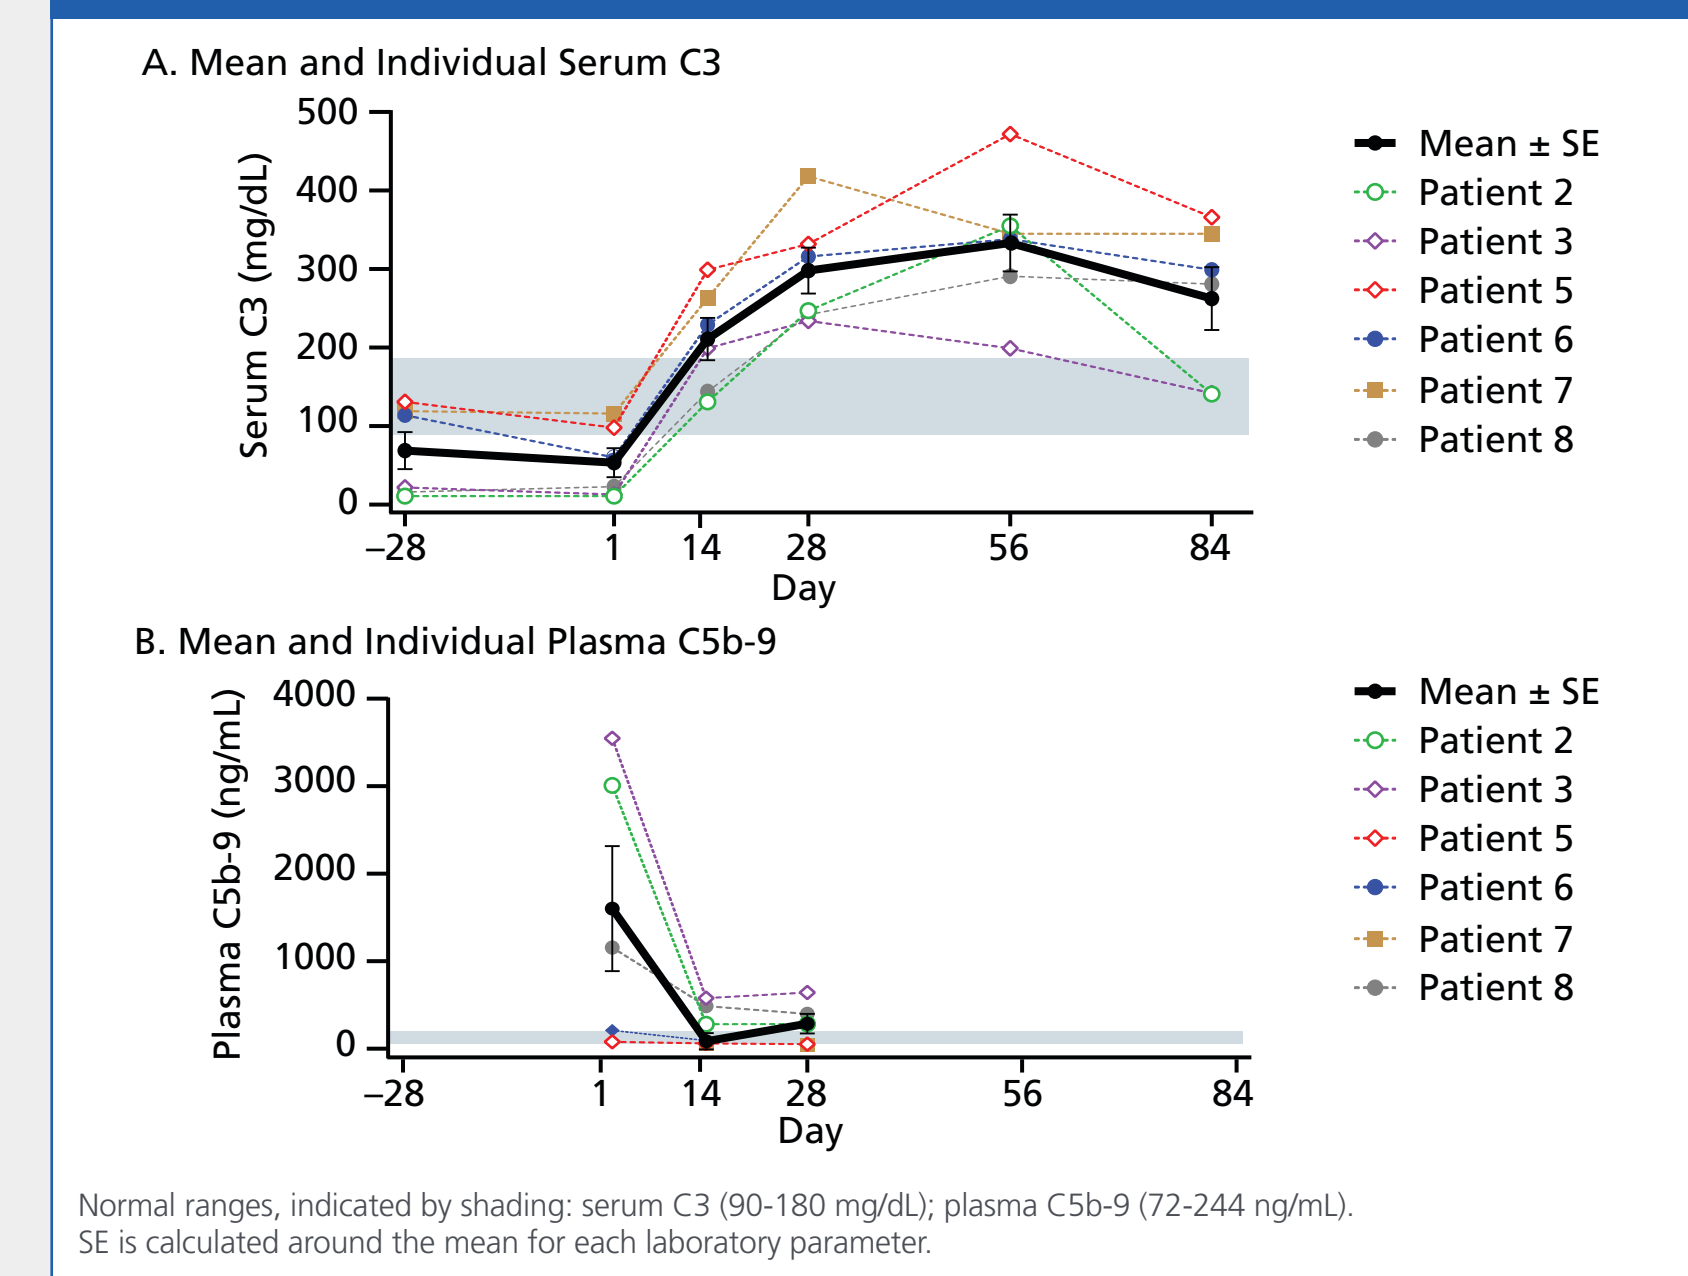 A. Mean and Individual Serum C3
Serum C3 (mg/dL)
500
400
300
200
100
0
–28 1 14 28 56 84
Day
Mean ± SE
Patient 2
Patient 3
Patient 5
Patient 6
Patient 7
Patient 8
B. Mean and Individual Plasma C5b-9
Plasma C5b-9 (ng/mL)
4000
3000
2000
1000
0
–28 1 14 28 56 84
Day
Mean ± SE
Patient 2
Patient 3
Patient 5
Patient 6
Patient 7
Patient 8
Normal ranges, indicated by shading: serum C3 (90-180 mg/dL); plasma C5b-9 (72-244 ng/mL).
SE is calculated around the mean for each laboratory parameter.